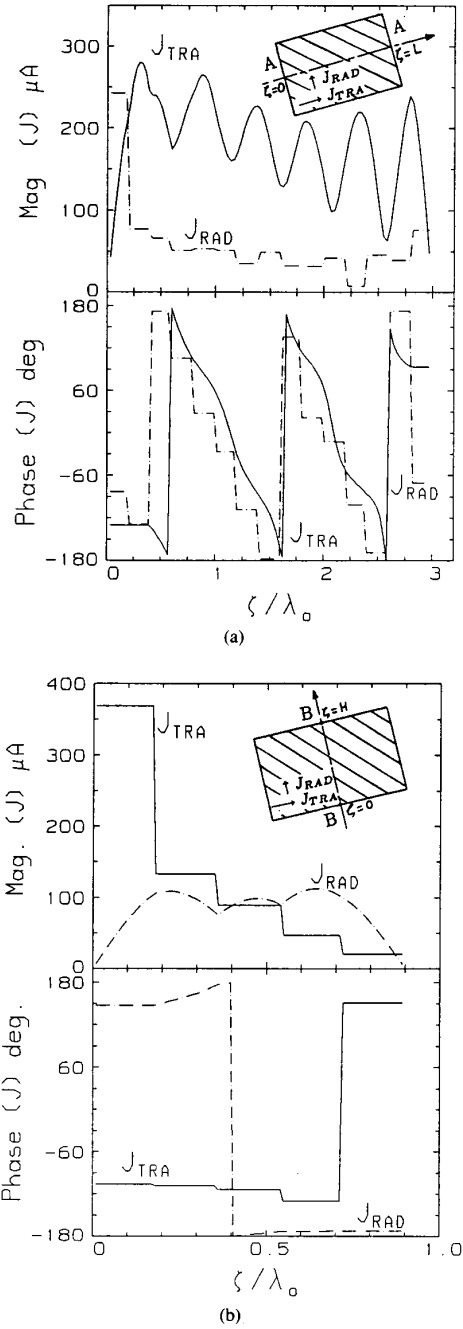 300
200
100
0
Mag (J) μA
J_TRA
J_RAD
A
A'
ζ=0
ζ=L
J_RAD
J_TRA
180
60
-60
-180
Phase (J) deg
J_TRA
J_RAD
0 1 2 3
ζ/λ₀
(a)
400
300
200
100
0
Mag. (J) μA
J_TRA
J_RAD
B'
ζ=H
J_RAD
J_TRA
B
ζ=0
180
60
-60
-180
Phase (J) deg.
J_TRA
J_RAD
0 0.5 1.0
ζ/λ₀
(b)